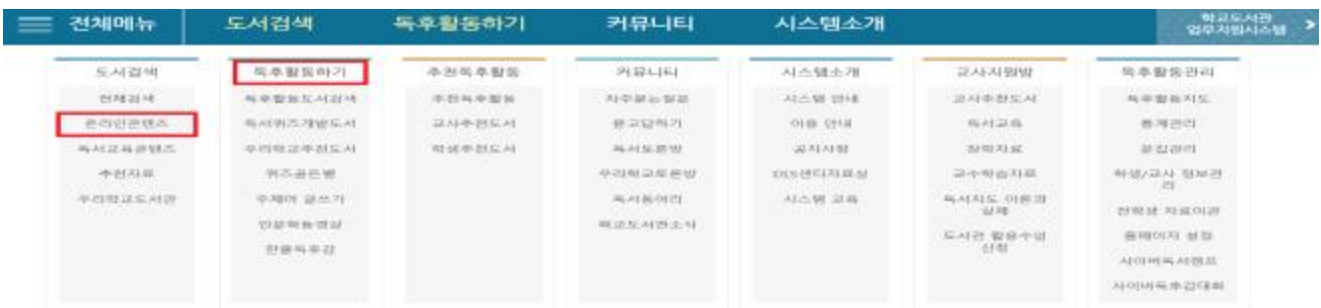 전체메뉴
도서검색
독후활동하기
커뮤니티
시스템소개
학교도서관
업무지원시스템
도서검색
전체검색
온라인콘텐츠
독서교육콘텐츠
추천자료
우리학교도서관
독후활동하기
독후활동도서검색
독서퀴즈개발도서
우리학교추천도서
퀴즈골든벨
주제어 글쓰기
인문학동영상
한줄독후감
추천독후활동
추천독후활동
교사추천도서
학생추천도서
커뮤니티
자주묻는질문
묻고답하기
독서토론방
우리학교토론방
독서동아리
학교도서관소식
시스템소개
시스템 안내
이용 안내
공지사항
DLS센터자료실
시스템 교육
교사지원방
교사추천도서
독서교육
장학자료
교수학습자료
독서지도 이론과
실제
도서관 활용수업
신청
독후활동관리
독후활동지도
통계관리
문집관리
학생/교사 정보관
리
전학생 자료이관
홈페이지 설정
사이버독서캠프
사이버독후감대회